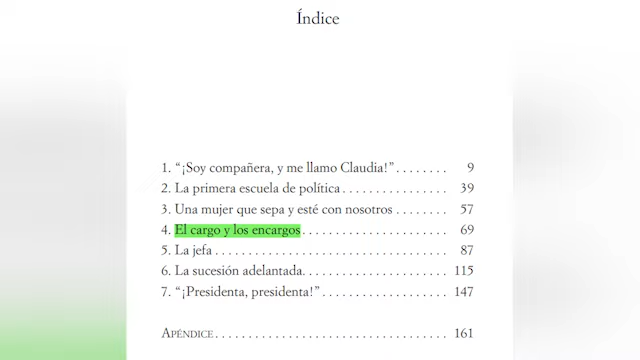 Índice
1. “¡Soy compañera, y me llamo Claudia!” ........ 9
2. La primera escuela de política ................ 39
3. Una mujer que sepa y esté con nosotros ........ 57
4. El cargo y los encargos ...................... 69
5. La jefa ................................... 87
6. La sucesión adelantada ...................... 115
7. “¡Presidenta, presidenta!” ................... 147
APÉNDICE ................................... 161